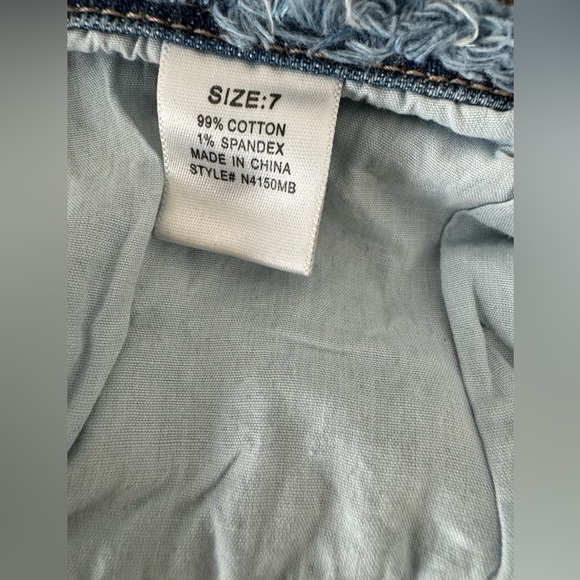 SIZE:7
99% COTTON
1% SPANDEX
MADE IN CHINA
STYLE# N4150MB